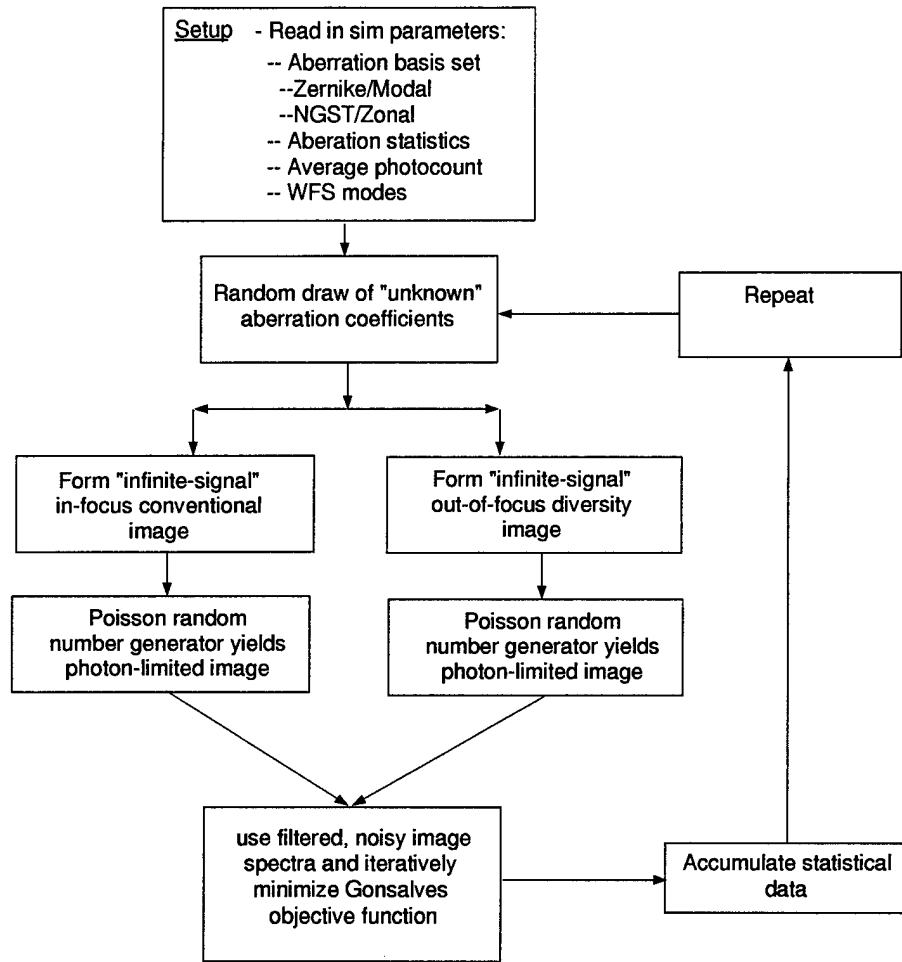 Setup - Read in sim parameters:
-- Aberration basis set
--Zernike/Modal
--NGST/Zonal
-- Aberation statistics
-- Average photocount
-- WFS modes
Random draw of "unknown"
aberration coefficients
Repeat
Form "infinite-signal"
in-focus conventional
image
Form "infinite-signal"
out-of-focus diversity
image
Poisson random
number generator yields
photon-limited image
Poisson random
number generator yields
photon-limited image
use filtered, noisy image
spectra and iteratively
minimize Gonsalves
objective function
Accumulate statistical
data